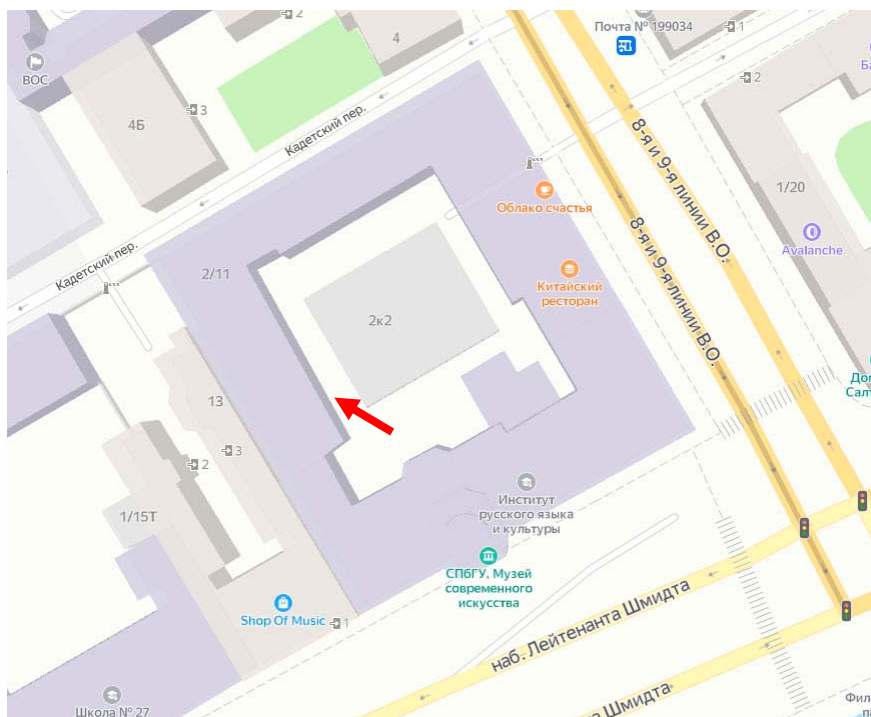 2
4
Почта № 199034
1
ВОС
4Б
3
Кадетский пер.
2
8-я и 9-я линии В.О.
1/20
Облако счастья
Avalanche
8-я и 9-я линии В.О.
Кадетский пер.
2/11
Китайский
ресторан
2к2
13
3
2
1/15Т
Институт
русского языка
и культуры
СПбГУ, Музей
современного
искусства
Shop Of Music
1
наб. Лейтенанта Шмидта
Школа № 27
Шмидта